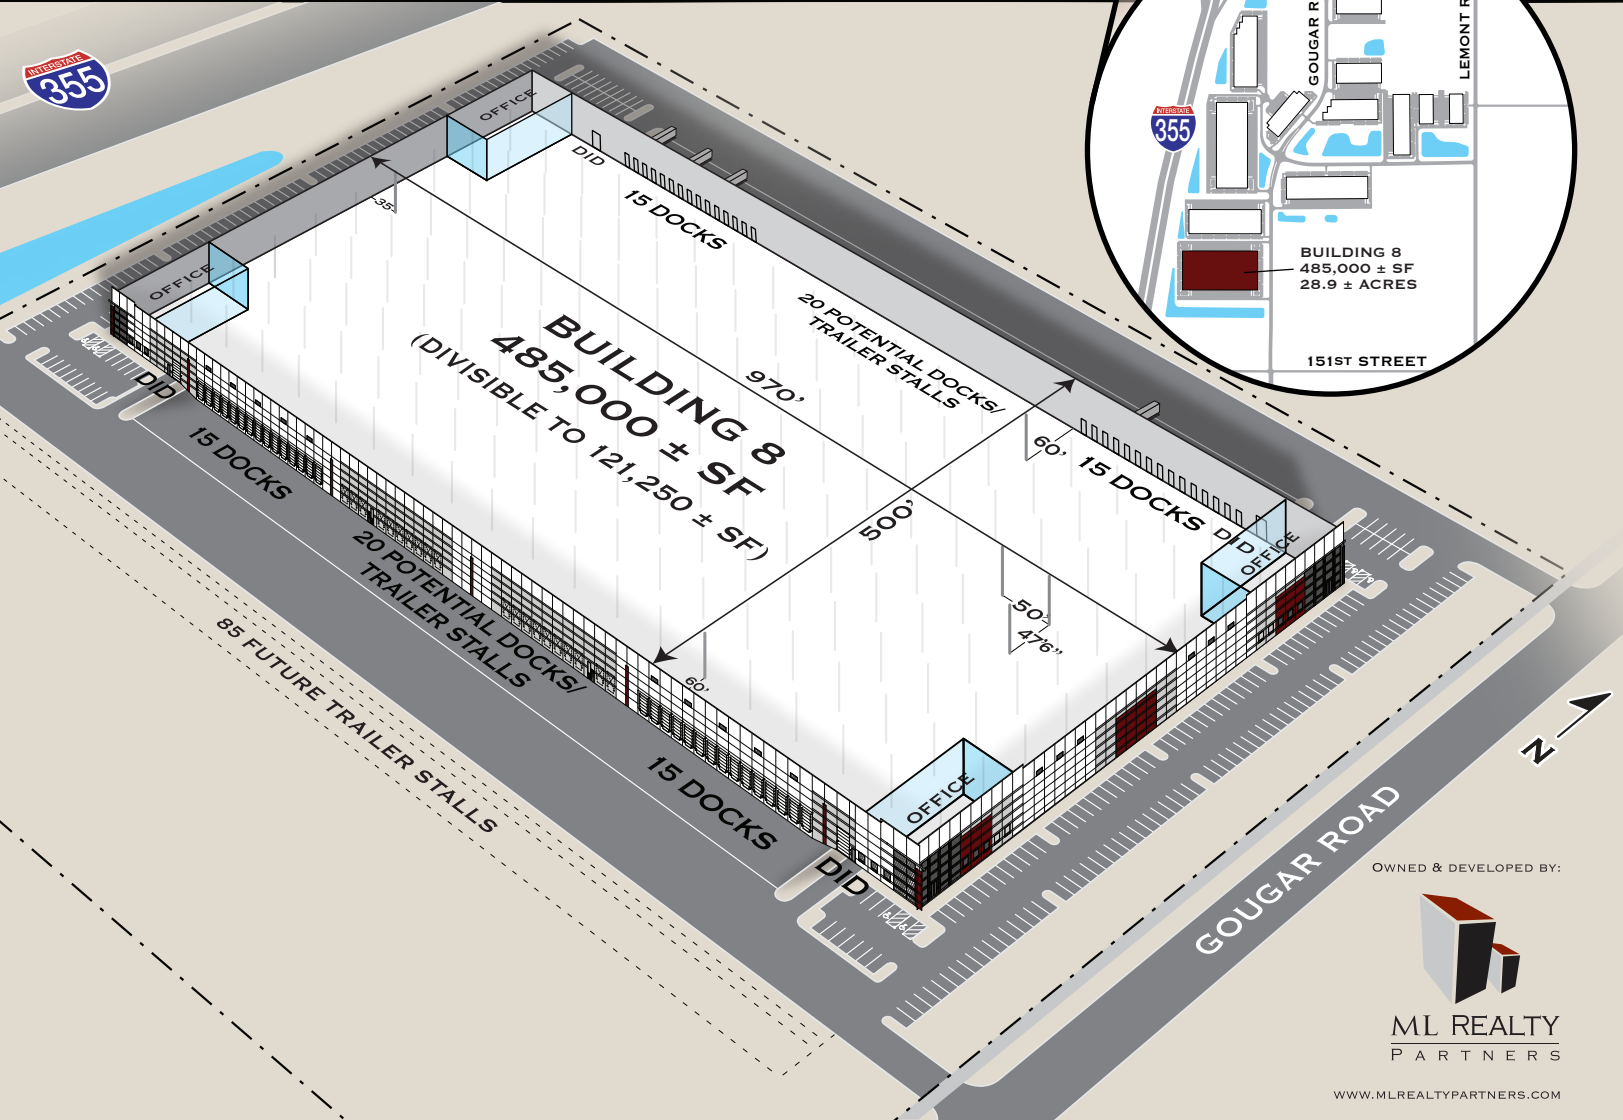 INTERSTATE
355
OFFICE
DID
15 DOCKS
35'
OFFICE
20 POTENTIAL DOCKS/
TRAILER STALLS
BUILDING 8
485,000 ± SF
(DIVISIBLE TO 121,250 ± SF)
970'
500'
60'
15 DOCKS
DID
OFFICE
50'
47'6"
60'
OFFICE
DID
15 DOCKS
20 POTENTIAL DOCKS/
TRAILER STALLS
85 FUTURE TRAILER STALLS
15 DOCKS
DID
GOUGAR ROAD
N
GOUGAR R
LEMONT R
INTERSTATE
355
BUILDING 8
485,000 ± SF
28.9 ± ACRES
151ST STREET
OWNED & DEVELOPED BY:
ML REALTY
PARTNERS
WWW.MLREALTYPARTNERS.COM